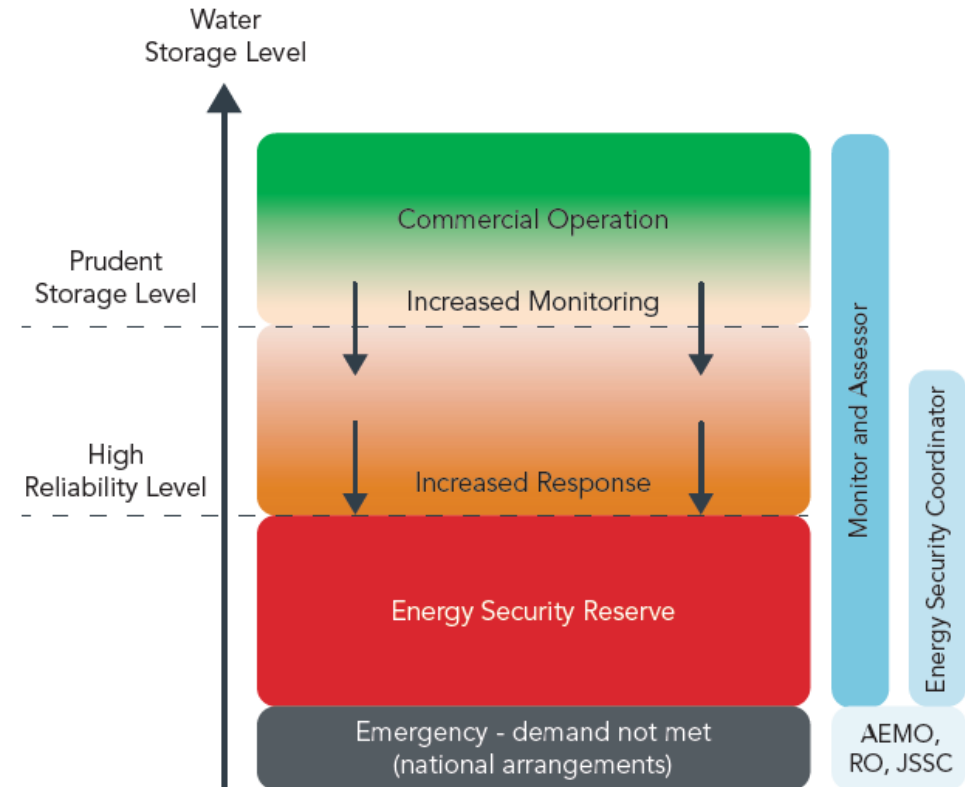 Water
Storage Level
Commercial Operation
Prudent
Storage Level
Increased Monitoring
High
Reliability Level
Increased Response
Energy Security Reserve
Emergency - demand not met
(national arrangements)
Monitor and Assessor
Energy Security Coordinator
AEMO,
RO, JSSC